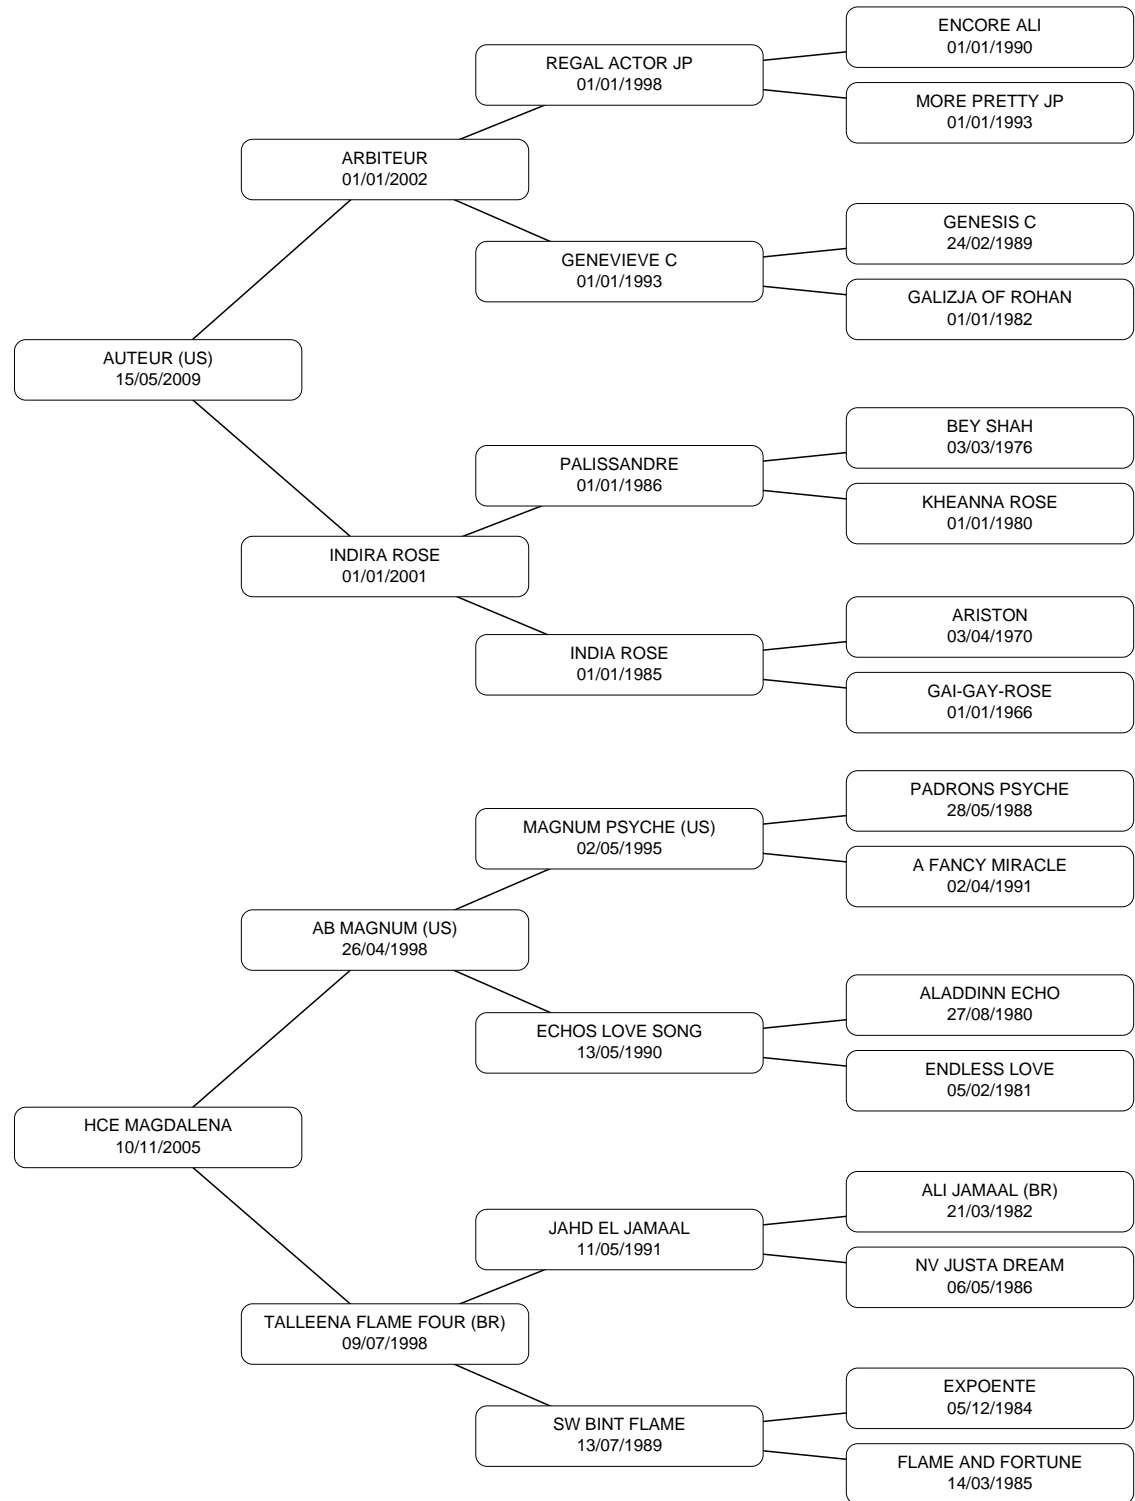 ENCORE ALI
01/01/1990
REGAL ACTOR JP
01/01/1998
MORE PRETTY JP
01/01/1993
ARBITEUR
01/01/2002
GENESIS C
24/02/1989
GENEVIEVE C
01/01/1993
GALIZJA OF ROHAN
01/01/1982
AUTEUR (US)
15/05/2009
BEY SHAH
03/03/1976
PALISSANDRE
01/01/1986
KHEANNA ROSE
01/01/1980
INDIRA ROSE
01/01/2001
ARISTON
03/04/1970
INDIA ROSE
01/01/1985
GAI-GAY-ROSE
01/01/1966
PADRONS PSYCHE
28/05/1988
MAGNUM PSYCHE (US)
02/05/1995
A FANCY MIRACLE
02/04/1991
AB MAGNUM (US)
26/04/1998
ALADDINN ECHO
27/08/1980
ECHOS LOVE SONG
13/05/1990
ENDLESS LOVE
05/02/1981
HCE MAGDALENA
10/11/2005
ALI JAMAAL (BR)
21/03/1982
JAHD EL JAMAAL
11/05/1991
NV JUSTA DREAM
06/05/1986
TALLEENA FLAME FOUR (BR)
09/07/1998
EXPOENTE
05/12/1984
SW BINT FLAME
13/07/1989
FLAME AND FORTUNE
14/03/1985